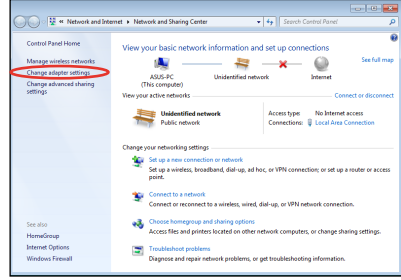 « Network and Internet ▸ Network and Sharing Center
Search Control Panel
Control Panel Home
Manage wireless networks
Change adapter settings
Change advanced sharing
settings
See also
HomeGroup
Internet Options
Windows Firewall
View your basic network information and set up connections
See full map
ASUS-PC
(This computer)
Unidentified network
Internet
View your active networks
Connect or disconnect
Unidentified network
Public network
Access type: No Internet access
Connections: Local Area Connection
Change your networking settings
Set up a new connection or network
Set up a wireless, broadband, dial-up, ad hoc, or VPN connection; or set up a router or access
point.
Connect to a network
Connect or reconnect to a wireless, wired, dial-up, or VPN network connection.
Choose homegroup and sharing options
Access files and printers located on other network computers, or change sharing settings.
Troubleshoot problems
Diagnose and repair network problems, or get troubleshooting information.